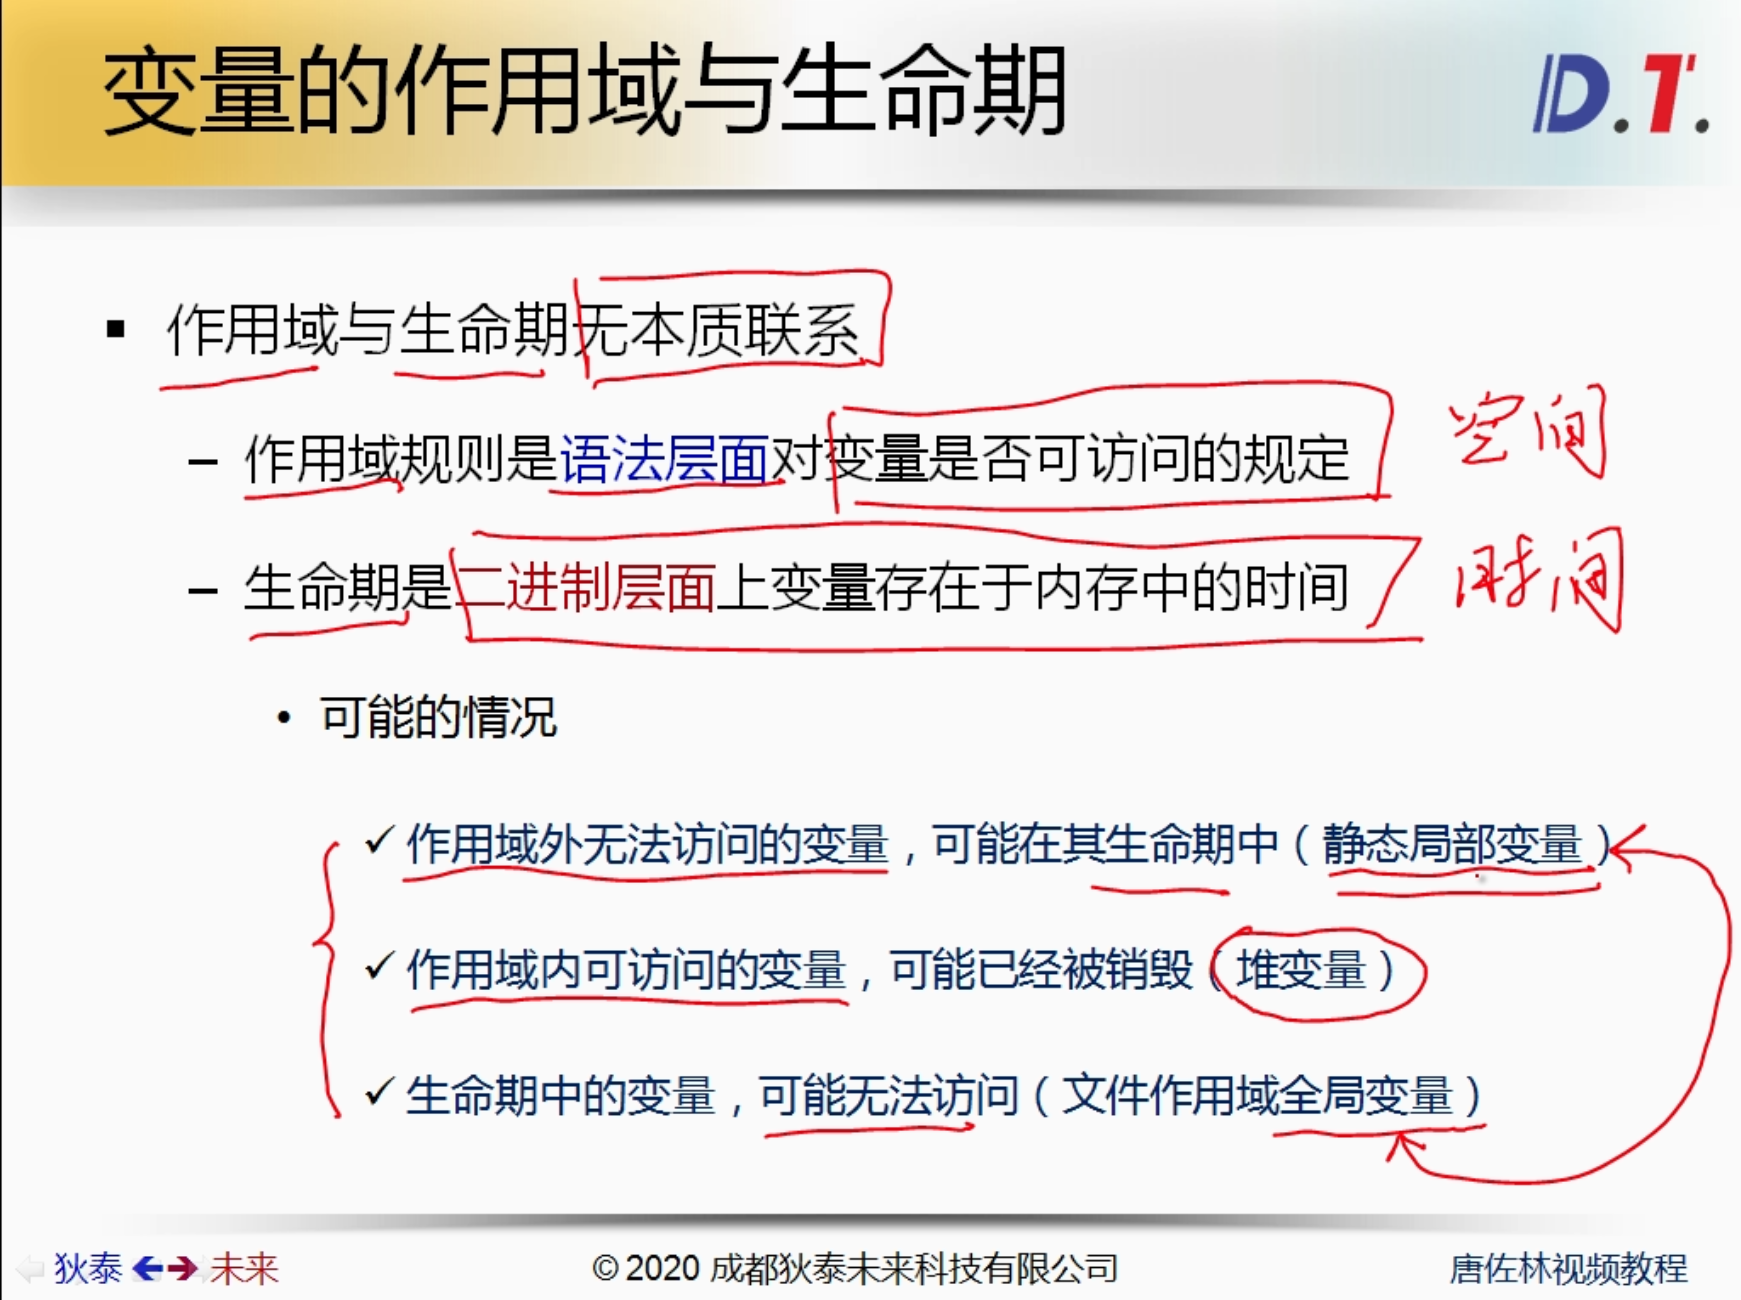 变量的作用域与生命期
D.T.
▪ 作用域与生命期无本质联系
– 作用域规则是语法层面对变量是否可访问的规定
空间
– 生命期是二进制层面上变量存在于内存中的时间
时间
• 可能的情况
✓ 作用域外无法访问的变量，可能在其生命期中（静态局部变量）
✓ 作用域内可访问的变量，可能已经被销毁（堆变量）
✓ 生命期中的变量，可能无法访问（文件作用域全局变量）
狄泰 未来
© 2020 成都狄泰未来科技有限公司
唐佐林视频教程